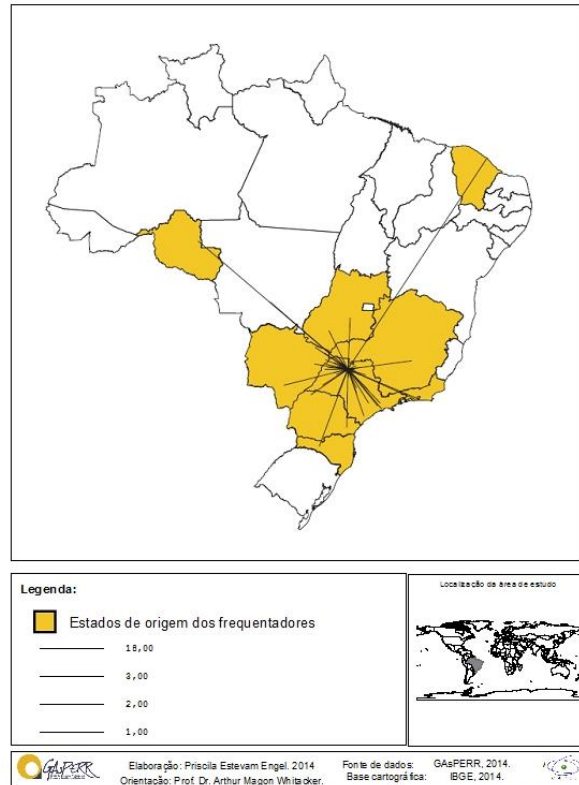 Legenda:
Estados de origem dos frequentadores
18,00
3,00
2,00
1,00
Localização da área de estudo
GAsPERR
Elaboração: Priscila Estevam Engel. 2014
Orientação: Prof. Dr. Arthur Magon Whitacker.
Fonte de dados: GAsPERR, 2014.
Base cartográfica: IBGE, 2014.